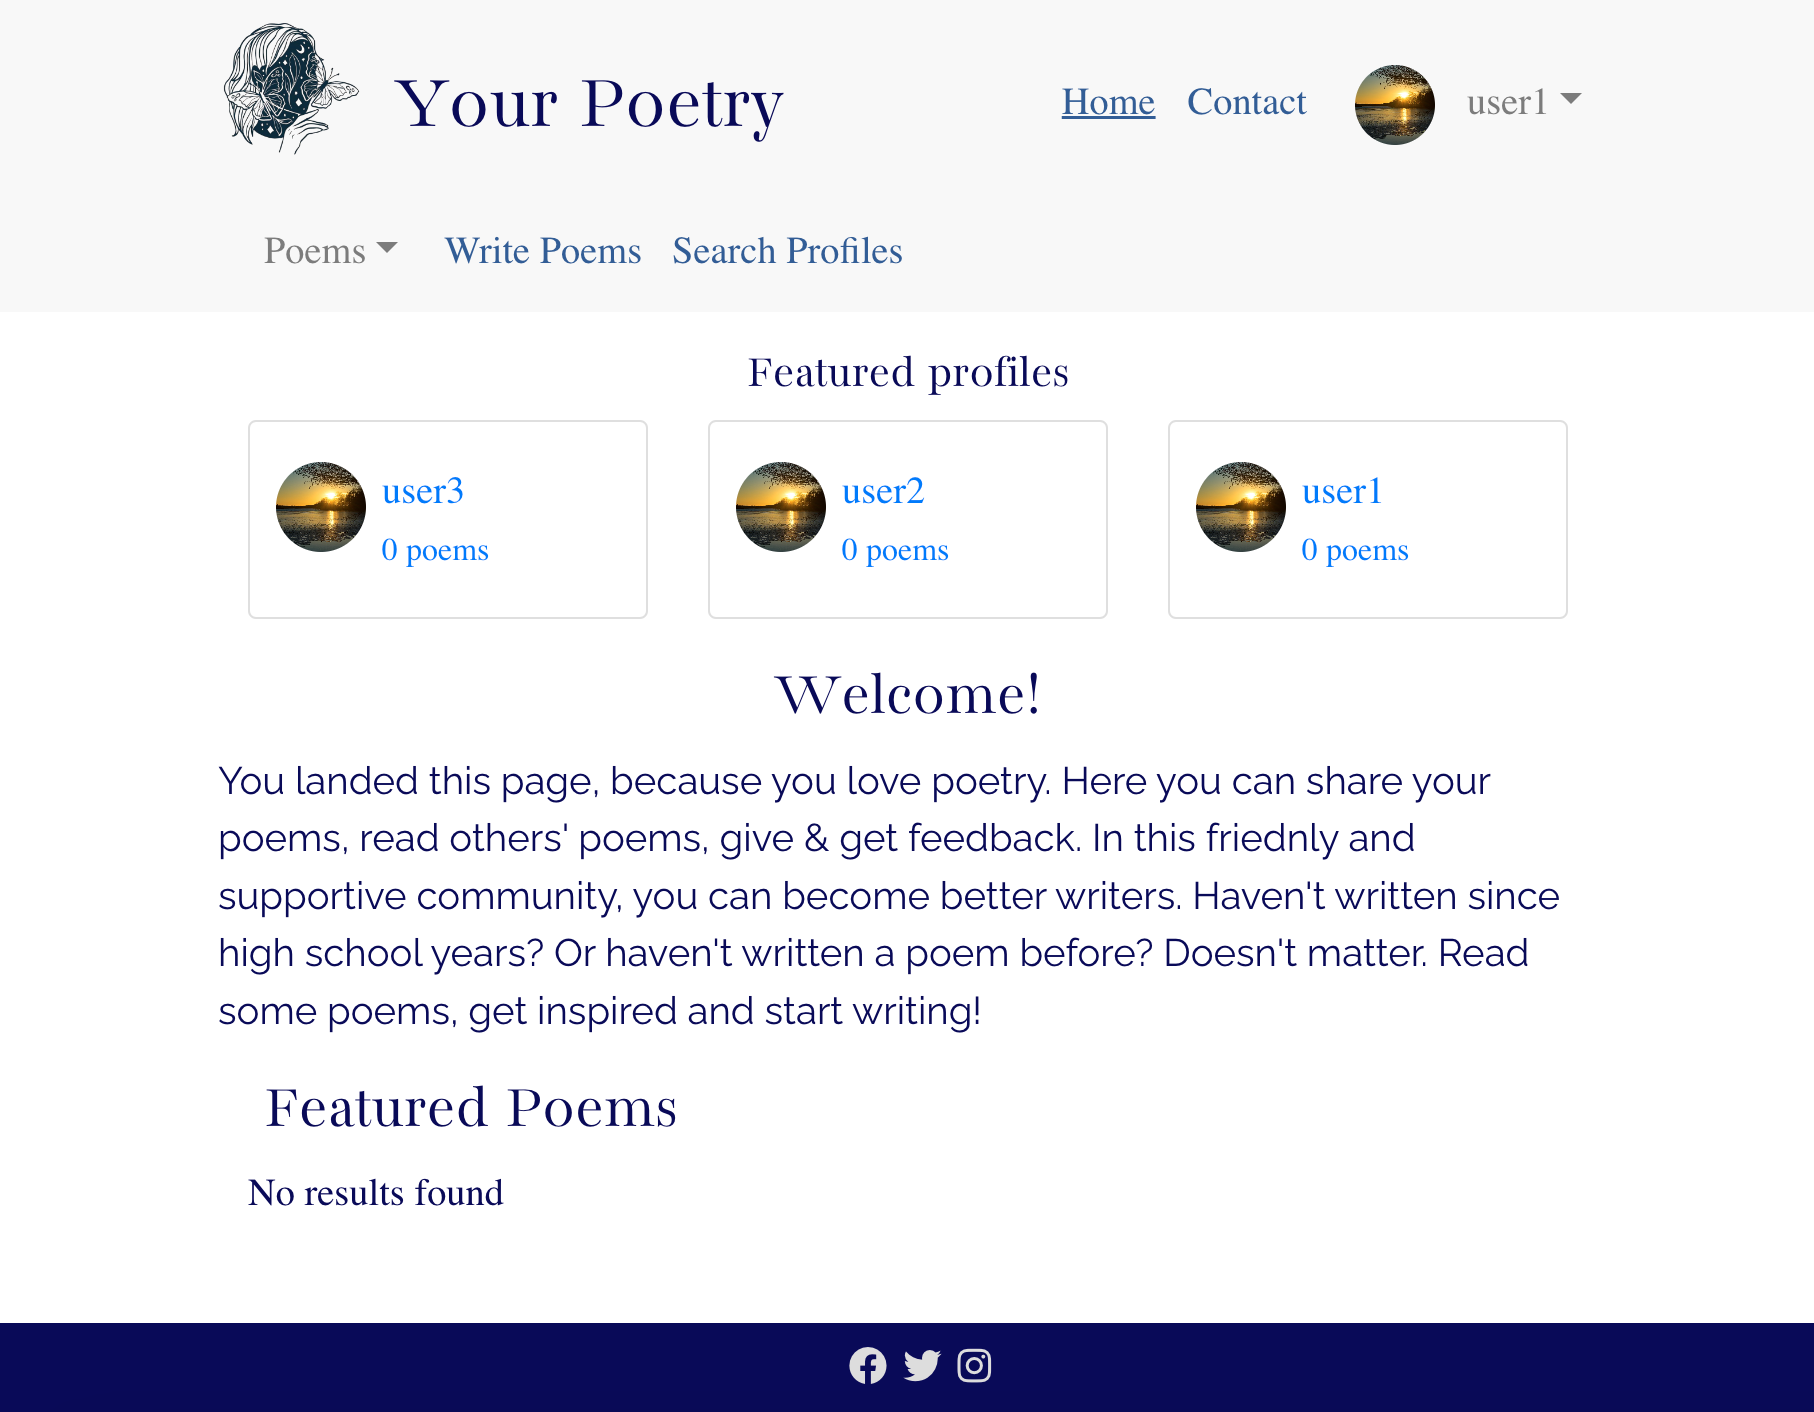 Your Poetry
Home Contact user1
Poems Write Poems Search Profiles
Featured profiles
user3
0 poems
user2
0 poems
user1
0 poems
Welcome!
You landed this page, because you love poetry. Here you can share your
poems, read others' poems, give & get feedback. In this friednly and
supportive community, you can become better writers. Haven't written since
high school years? Or haven't written a poem before? Doesn't matter. Read
some poems, get inspired and start writing!
Featured Poems
No results found